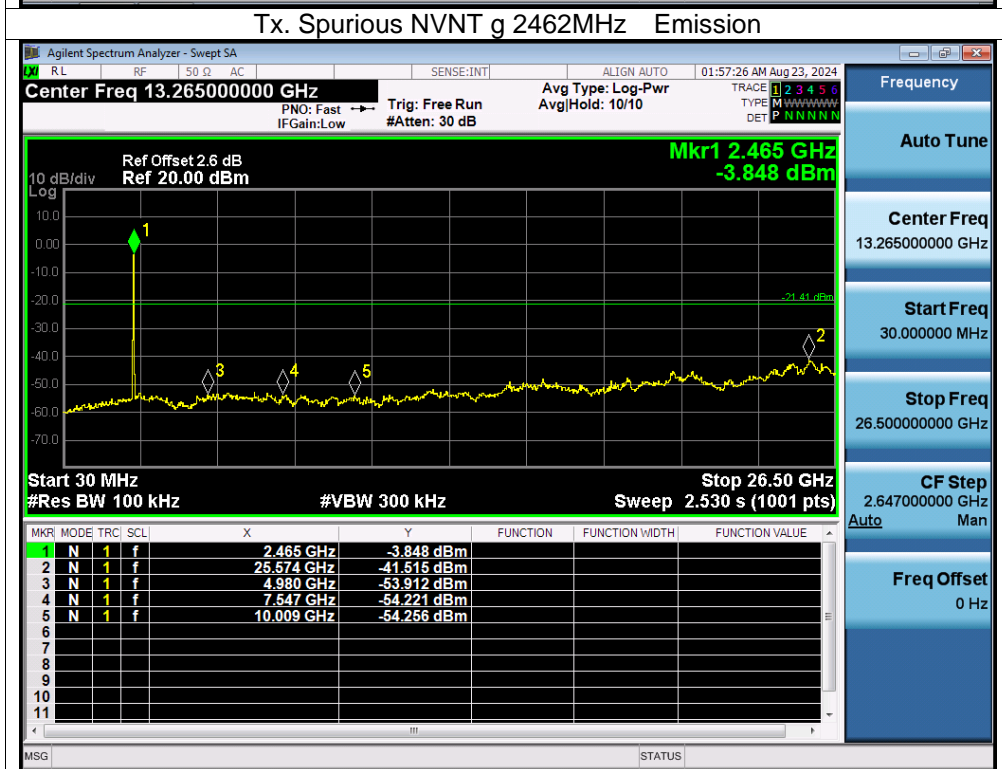 Tx. Spurious NVNT g 2462MHz Emission
Agilent Spectrum Analyzer - Swept SA
LXI RL RF 50 Ω AC SENSE:INT ALIGN AUTO 01:57:26 AM Aug 23, 2024
Center Freq 13.265000000 GHz
PNO: Fast
IFGain:Low
Trig: Free Run
#Atten: 30 dB
Avg Type: Log-Pwr
Avg|Hold: 10/10
TRACE 1 2 3 4 5 6
TYPE M WWWWW
DET P N N N N N
Ref Offset 2.6 dB
Ref 20.00 dBm
10 dB/div
Log
Mkr1 2.465 GHz
-3.848 dBm
10.0
0.00
-10.0
-20.0
-30.0
-40.0
-50.0
-60.0
-70.0
1
-21.41 dBm
2
3
4
5
Start 30 MHz Stop 26.50 GHz
#Res BW 100 kHz #VBW 300 kHz Sweep 2.530 s (1001 pts)
MKR MODE TRC SCL X Y FUNCTION FUNCTION WIDTH FUNCTION VALUE
1 N 1 f 2.465 GHz -3.848 dBm
2 N 1 f 25.574 GHz -41.515 dBm
3 N 1 f 4.980 GHz -53.912 dBm
4 N 1 f 7.547 GHz -54.221 dBm
5 N 1 f 10.009 GHz -54.256 dBm
6
7
8
9
10
11
MSG STATUS
Frequency
Auto Tune
Center Freq
13.265000000 GHz
Start Freq
30.000000 MHz
Stop Freq
26.500000000 GHz
CF Step
2.647000000 GHz
Auto Man
Freq Offset
0 Hz